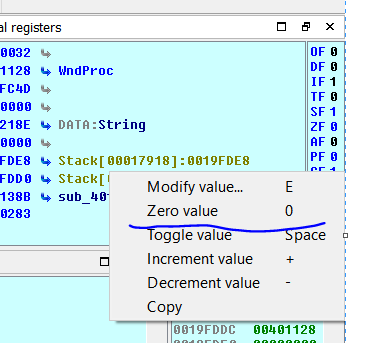 al registers
0032
1128 WndProc
FC4D
0000
218E DATA:String
0000
FDE8 Stack[00017918]:0019FDE8
FDD0 Stack[
138B sub_401
0283
OF 0
DF 0
IF 1
TF 0
SF 1
ZF 0
AF 0
PF 0
Modify value... E
Zero value 0
Toggle value Space
Increment value +
Decrement value -
Copy
0019FDDC 00401128